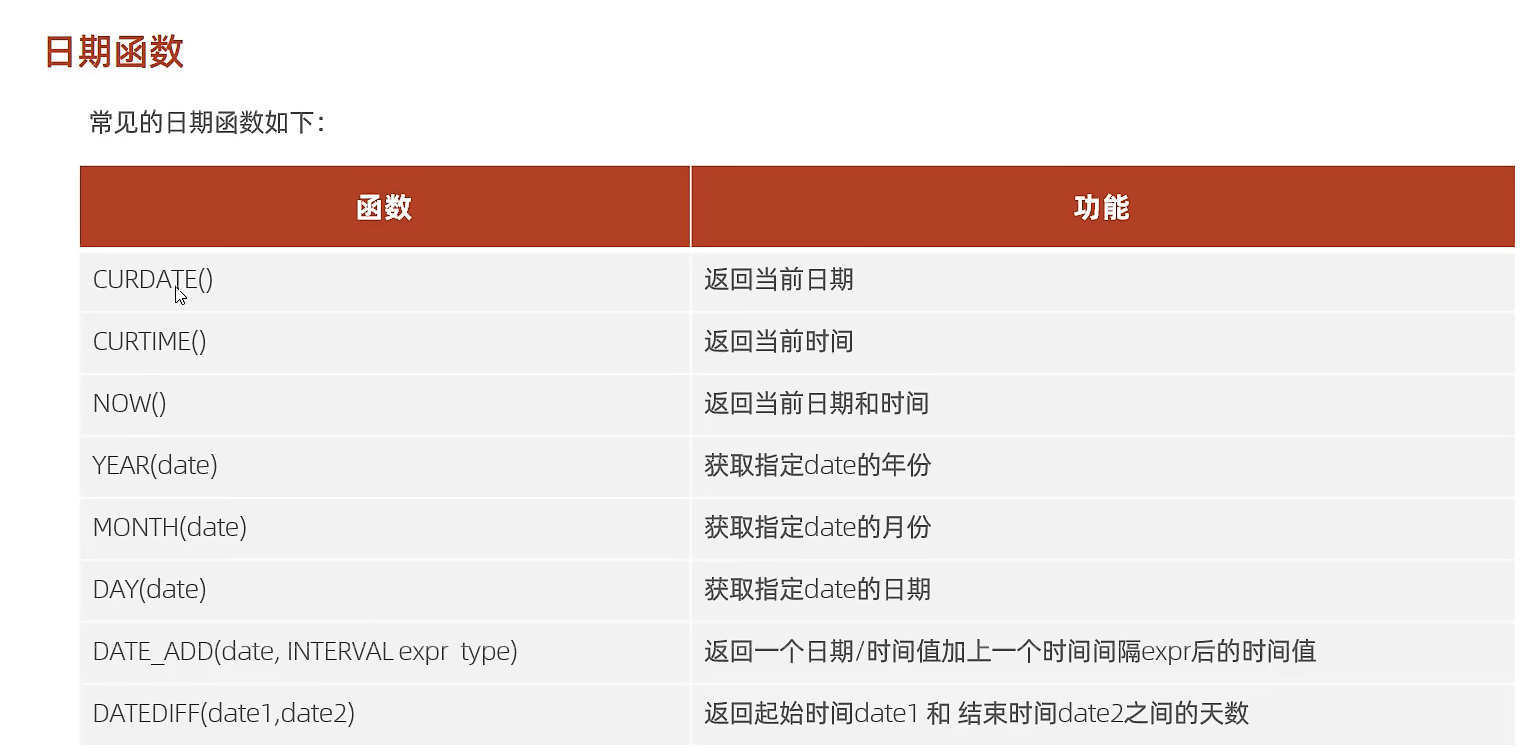 日期函数
常见的日期函数如下：
函数 功能
CURDATE() 返回当前日期
CURTIME() 返回当前时间
NOW() 返回当前日期和时间
YEAR(date) 获取指定date的年份
MONTH(date) 获取指定date的月份
DAY(date) 获取指定date的日期
DATE_ADD(date, INTERVAL expr type) 返回一个日期/时间值加上一个时间间隔expr后的时间值
DATEDIFF(date1,date2) 返回起始时间date1 和 结束时间date2之间的天数